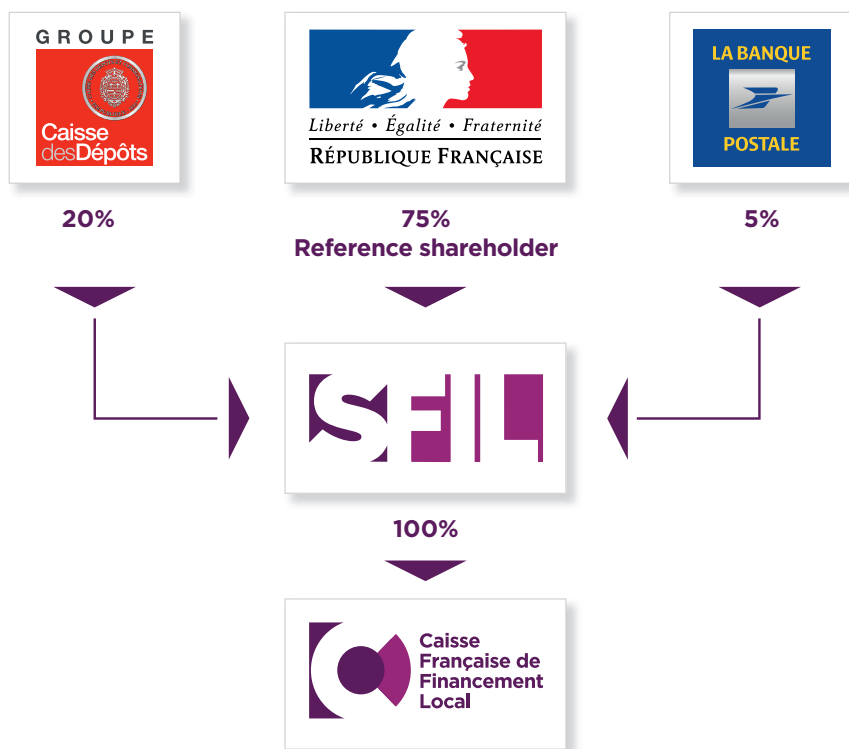 GROUPE
Caisse
desDépôts
Liberté • Égalité • Fraternité
RÉPUBLIQUE FRANÇAISE
LA BANQUE
POSTALE
20%
75%
Reference shareholder
5%
SFIL
100%
Caisse
Française de
Financement
Local